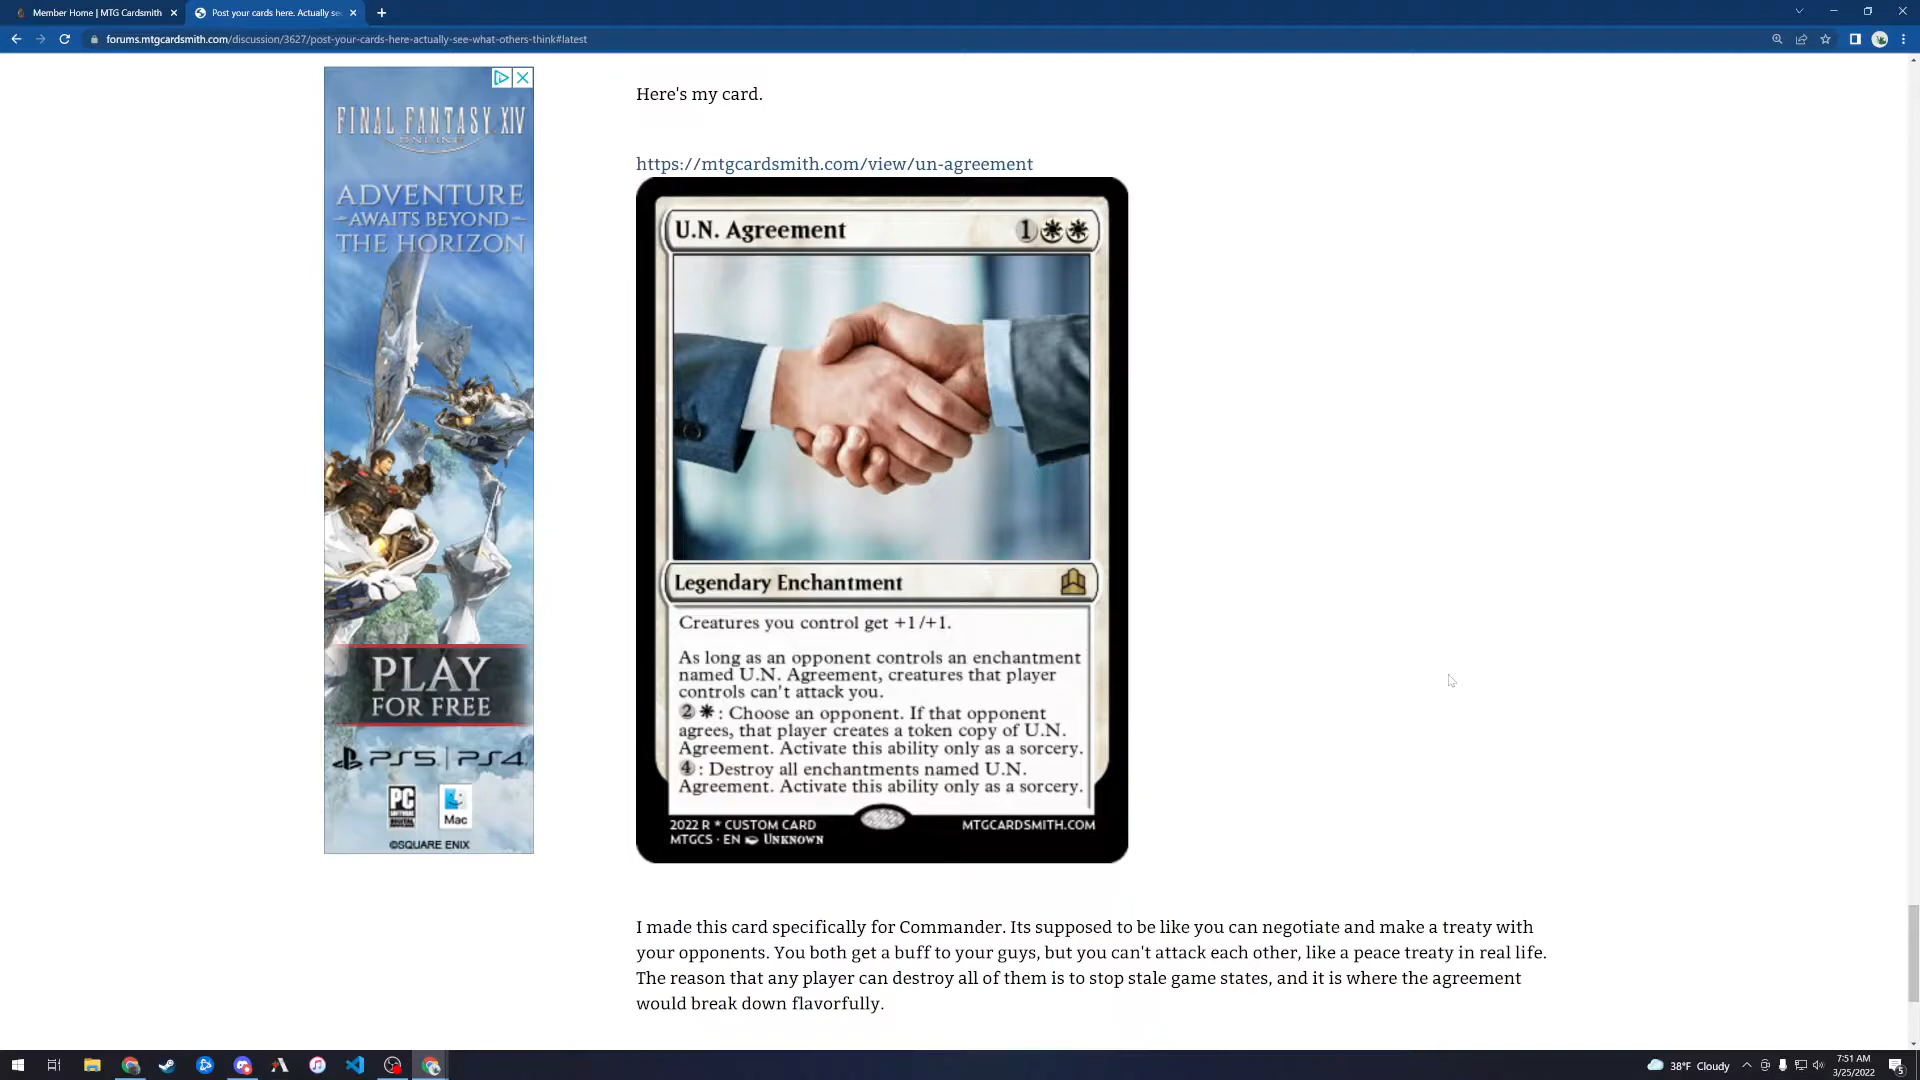 Member Home | MTG Cardsmith
Post your cards here. Actually se
forums.mtgcardsmith.com/discussion/3627/post-your-cards-here-actually-see-what-others-think#latest
FINAL FANTASY XIV
ONLINE
ADVENTURE
AWAITS BEYOND
THE HORIZON
PLAY
FOR FREE
PS5 | PS4
PC
Mac
©SQUARE ENIX
Here's my card.
https://mtgcardsmith.com/view/un-agreement
U.N. Agreement 1
Legendary Enchantment
Creatures you control get +1/+1.
As long as an opponent controls an enchantment
named U.N. Agreement, creatures that player
controls can't attack you.
2 : Choose an opponent. If that opponent
agrees, that player creates a token copy of U.N.
Agreement. Activate this ability only as a sorcery.
4 : Destroy all enchantments named U.N.
Agreement. Activate this ability only as a sorcery.
2022 R * CUSTOM CARD
MTGCARDSMITH.COM
MTGCS · EN UNKNOWN
I made this card specifically for Commander. Its supposed to be like you can negotiate and make a treaty with
your opponents. You both get a buff to your guys, but you can't attack each other, like a peace treaty in real life.
The reason that any player can destroy all of them is to stop stale game states, and it is where the agreement
would break down flavorfully.
38°F Cloudy
7:51 AM
3/25/2022
5